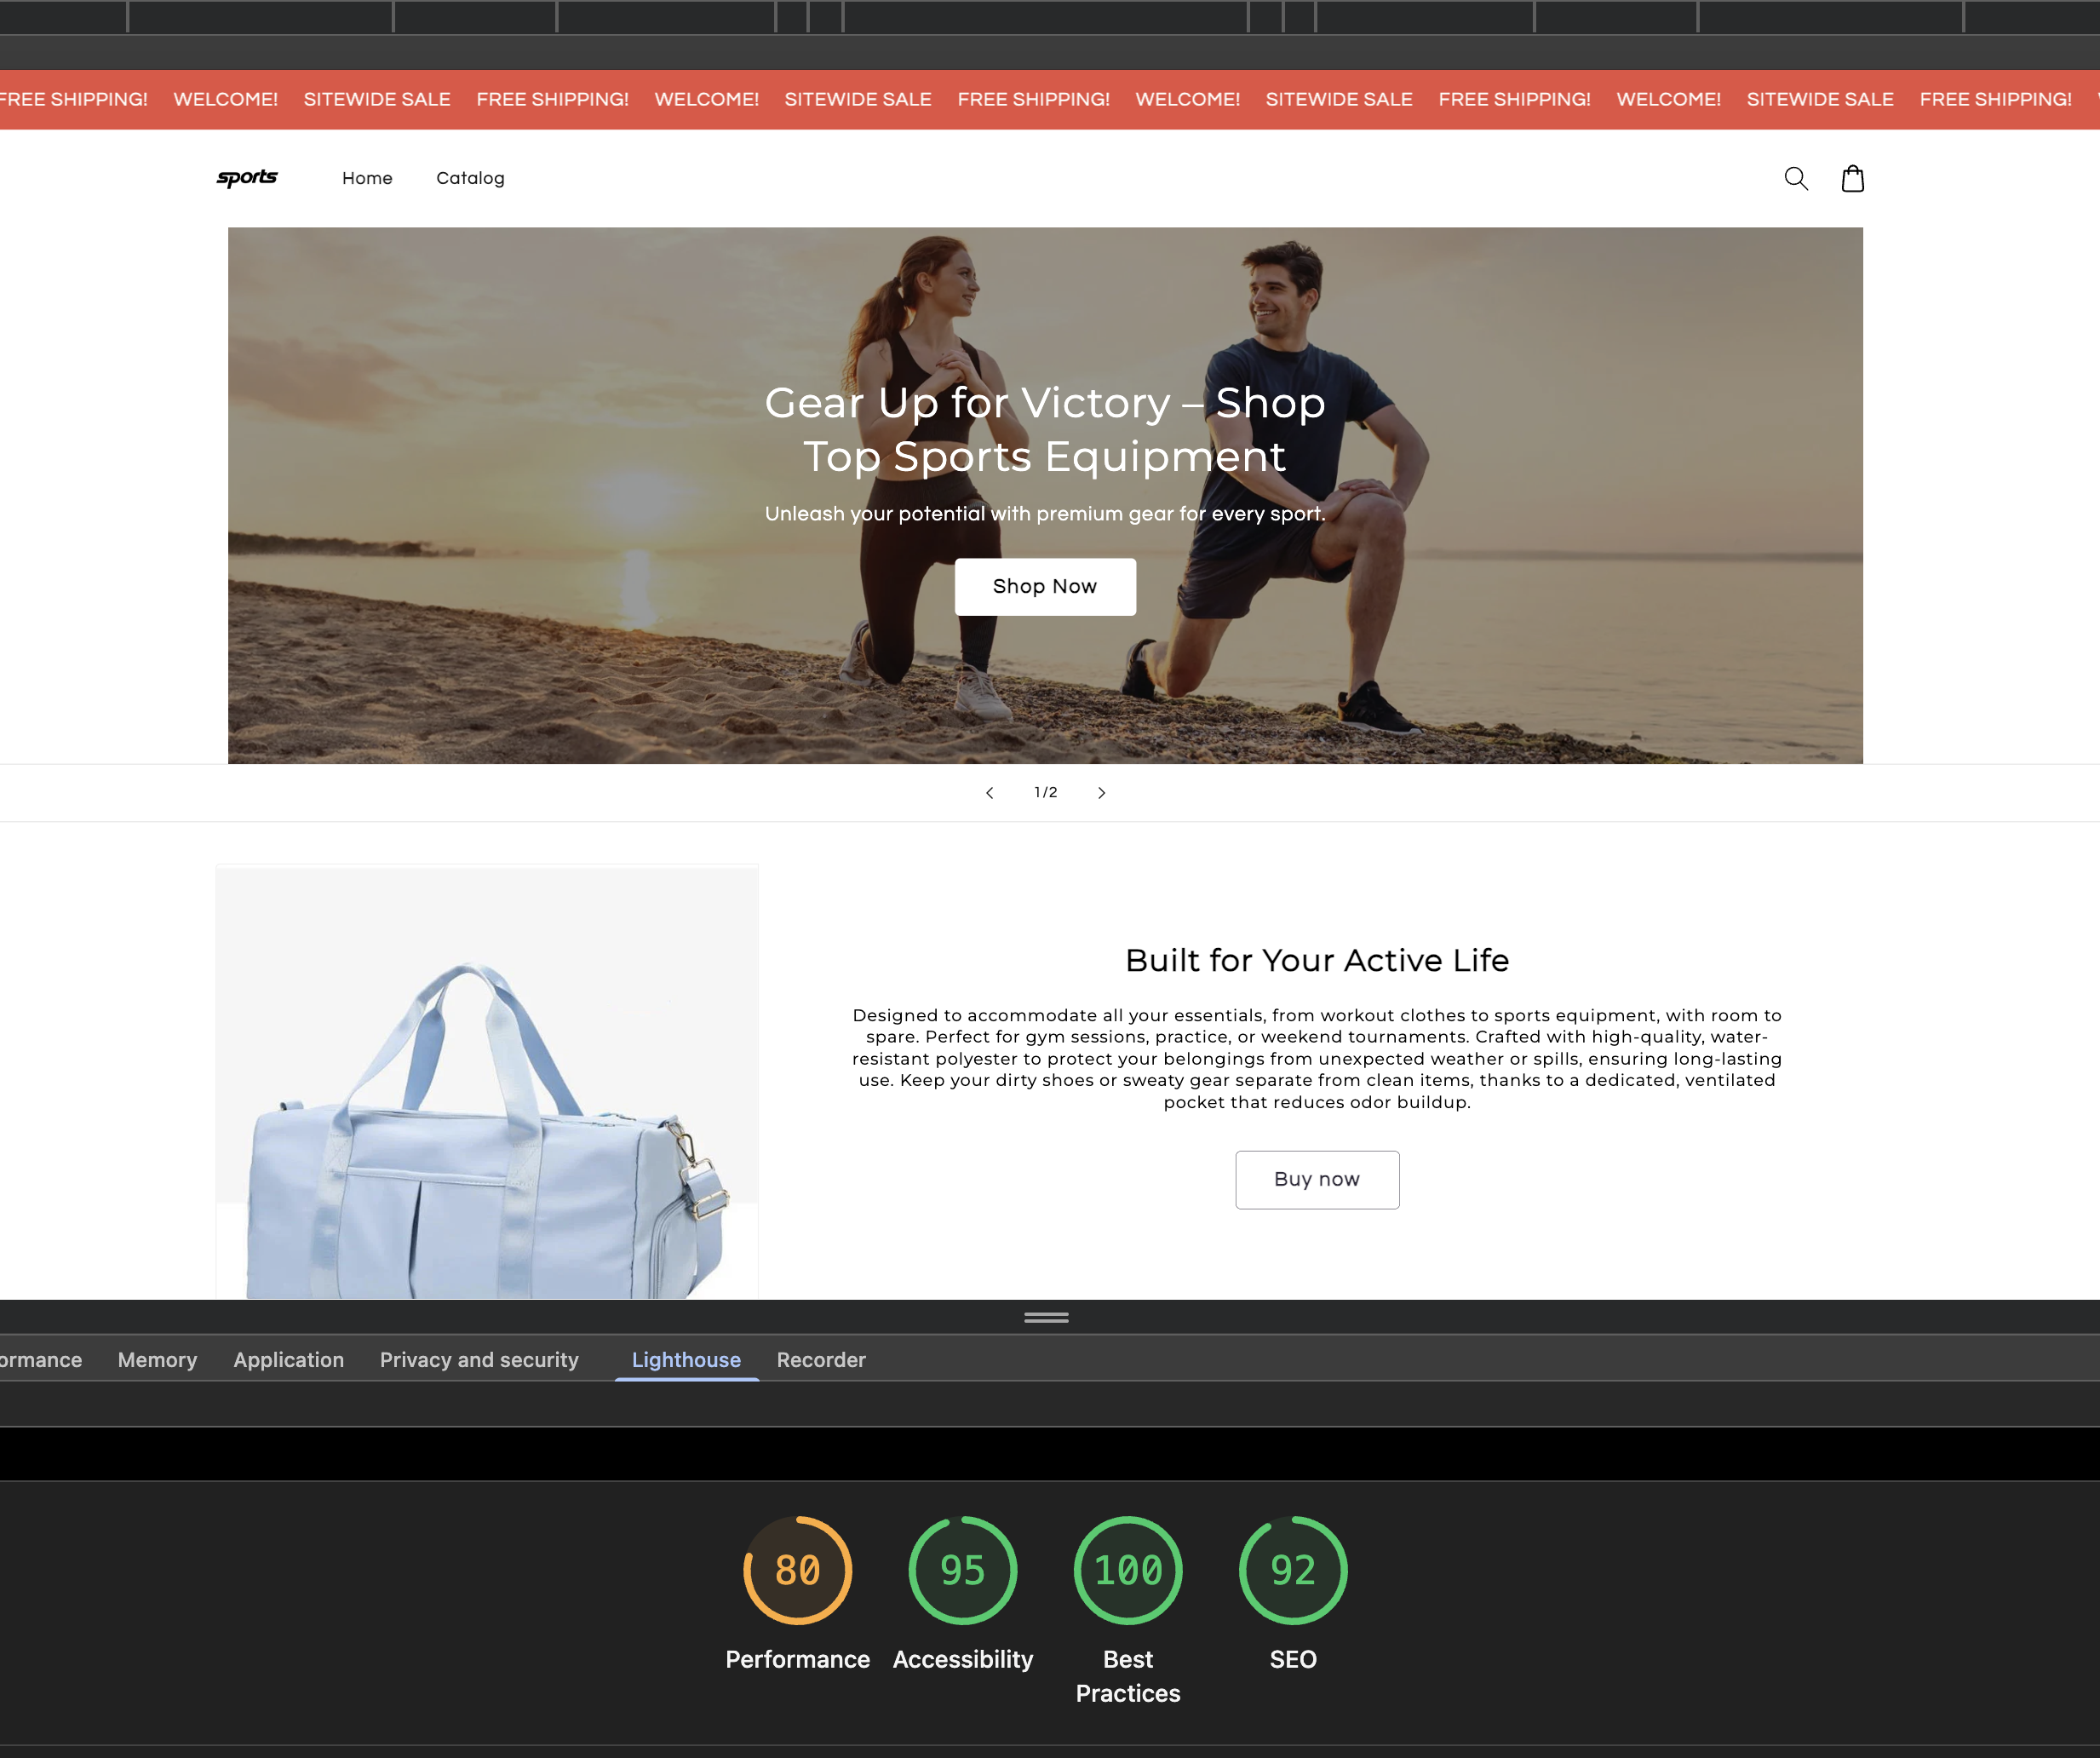 FREE SHIPPING! WELCOME! SITEWIDE SALE FREE SHIPPING! WELCOME! SITEWIDE SALE FREE SHIPPING! WELCOME! SITEWIDE SALE FREE SHIPPING! WELCOME! SITEWIDE SALE FREE SHIPPING!
sports Home Catalog
Gear Up for Victory – Shop
Top Sports Equipment
Unleash your potential with premium gear for every sport.
Shop Now
1/2
Built for Your Active Life
Designed to accommodate all your essentials, from workout clothes to sports equipment, with room to
spare. Perfect for gym sessions, practice, or weekend tournaments. Crafted with high-quality, water-
resistant polyester to protect your belongings from unexpected weather or spills, ensuring long-lasting
use. Keep your dirty shoes or sweaty gear separate from clean items, thanks to a dedicated, ventilated
pocket that reduces odor buildup.
Buy now
ormance Memory Application Privacy and security Lighthouse Recorder
80 95 100 92
Performance Accessibility Best Practices SEO